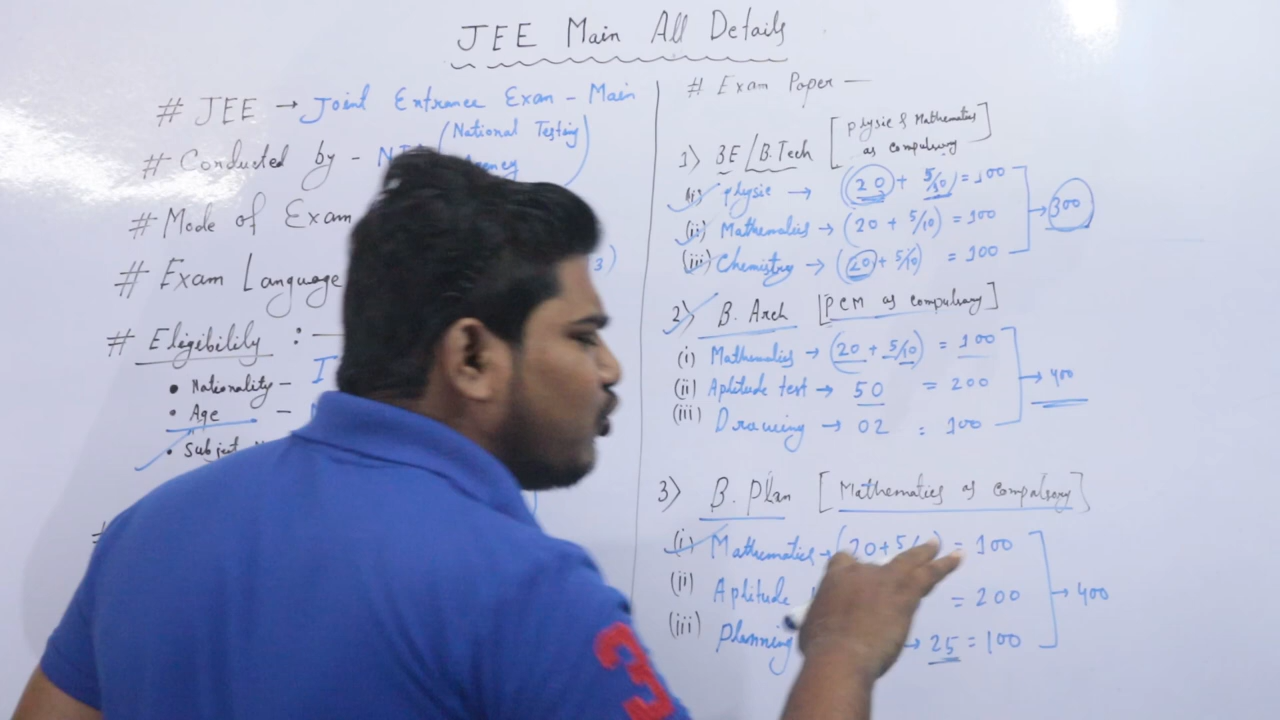 JEE Main All Details
# JEE → Joint Entrance Exam - Main
# Conducted by - (National Testing
# Mode of Exam
# Exam Language 3)
# Eligibility : —
• Nationality -
• Age -
• Subject
# Exam Paper —
1) BE/B.Tech [Physic & Mathematics
as compulsory]
(i) Physic → (20 + 5/10) = 100
(ii) Mathematics → (20 + 5/10) = 100
(iii) Chemistry → (20 + 5/10) = 100
→ 300
2) B. Arch [PCM as compulsory]
(i) Mathematics → (20 + 5/10) = 100
(ii) Aptitude test → 50 = 200
(iii) Drawing → 02 = 100
→ 400
3) B. Plan [Mathematics as compulsory]
(i) Mathematics → (20+5/10) = 100
(ii) Aptitude = 200
(iii) Planning → 25 = 100
→ 400
3